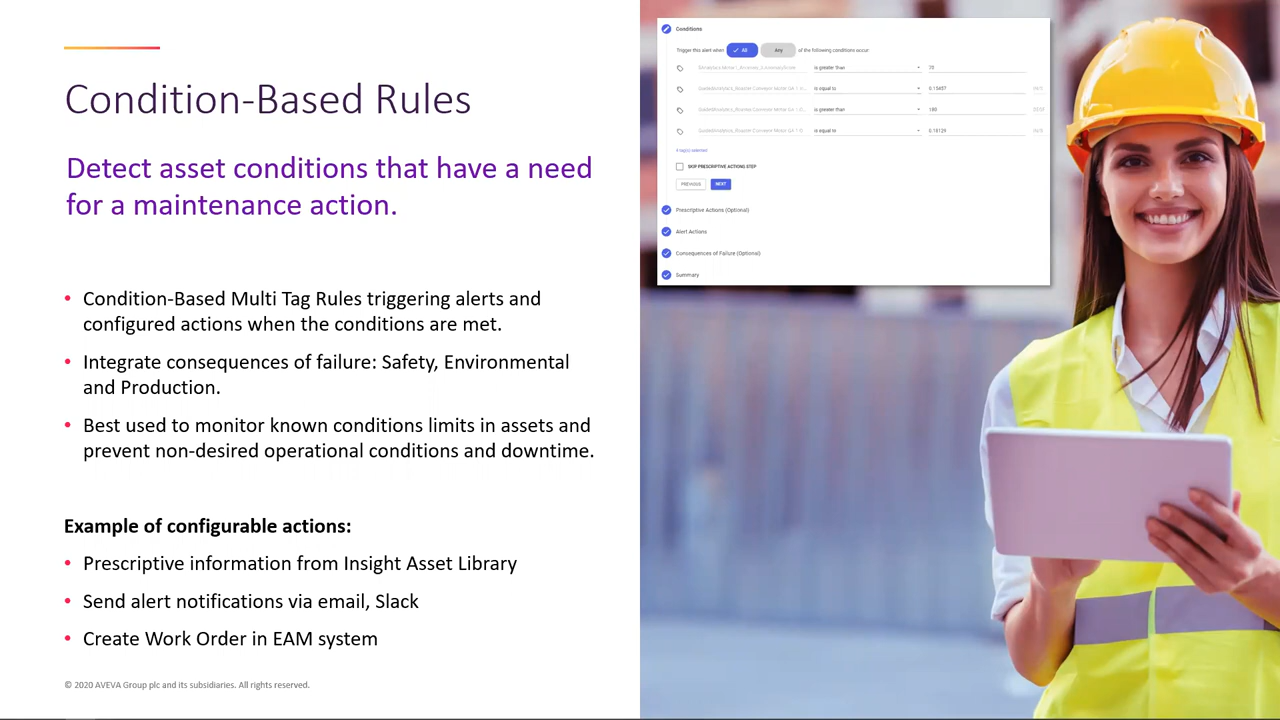 Condition-Based Rules
Detect asset conditions that have a need
for a maintenance action.
• Condition-Based Multi Tag Rules triggering alerts and
configured actions when the conditions are met.
• Integrate consequences of failure: Safety, Environmental
and Production.
• Best used to monitor known conditions limits in assets and
prevent non-desired operational conditions and downtime.
Example of configurable actions:
• Prescriptive information from Insight Asset Library
• Send alert notifications via email, Slack
• Create Work Order in EAM system
© 2020 AVEVA Group plc and its subsidiaries. All rights reserved.
Conditions
Trigger this alert when All Any of the following conditions occur
is greater than 70
is equal to 0.15457
is greater than 180
is equal to
SKIP PRESCRIPTIVE ACTIONS STEP
PREVIOUS NEXT
Prescriptive Actions (Optional)
Alert Actions
Consequences of Failure (Optional)
Summary